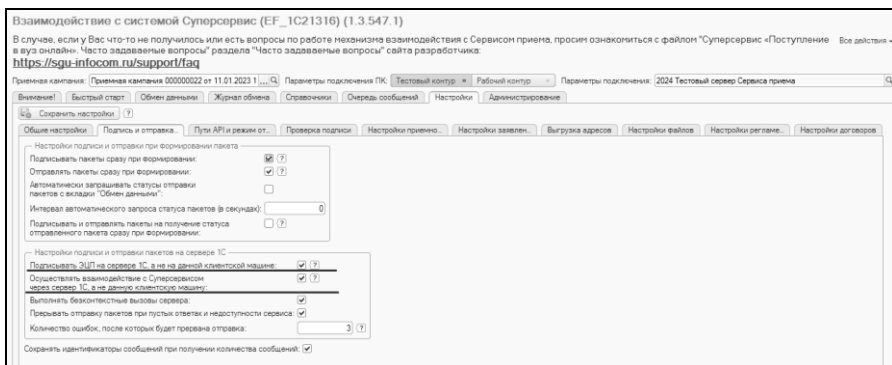 Взаимодействие с системой Суперсервис (EF_1C21316) (1.3.547.1)
В случае, если у Вас что-то не получилось или есть вопросы по работе механизма взаимодействия с Сервисом приема, просим ознакомиться с файлом "Суперсервис «Поступление Все действия
в вуз онлайн». Часто задаваемые вопросы" раздела "Часто задаваемые вопросы" сайта разработчика:
https://sgu-infocom.ru/support/faq
Приемная кампания: Приемная кампания 000000022 от 11.01.2023 1 ... Параметры подключения ПК: Тестовый контур Рабочий контур Параметры подключения: 2024 Тестовый сервер Сервиса приема
Внимание! Быстрый старт Обмен данными Журнал обмена Справочники Очередь сообщений Настройки Администрирование
Сохранить настройки ?
Общие настройки Подпись и отправка.. Пути API и режим от.. Проверка подписи Настройки приемно.. Настройки заявлен.. Выгрузка адресов Настройки файлов Настройки регламе.. Настройки договоров
Настройки подписи и отправки при формировании пакета
Подписывать пакеты сразу при формировании: ?
Отправлять пакеты сразу при формировании: ?
Автоматически запрашивать статусы отправки
пакетов с вкладки "Обмен данными":
Интервал автоматического запроса статуса пакетов (в секундах): 0
Подписывать и отправлять пакеты на получение статуса ?
отправленного пакета сразу при формировании:
Настройки подписи и отправки пакетов на сервере 1С
Подписывать ЭЦП на сервере 1С, а не на данной клиентской машине: ?
Осуществлять взаимодействие с Суперсервисом ?
через сервер 1С, а не данную клиентскую машину:
Выполнять безконтекстные вызовы сервера:
Прерывать отправку пакетов при пустых ответах и недоступности сервиса:
Количество ошибок, после которых будет прервана отправка: 3 ?
Сохранять идентификаторы сообщений при получении количества сообщений: